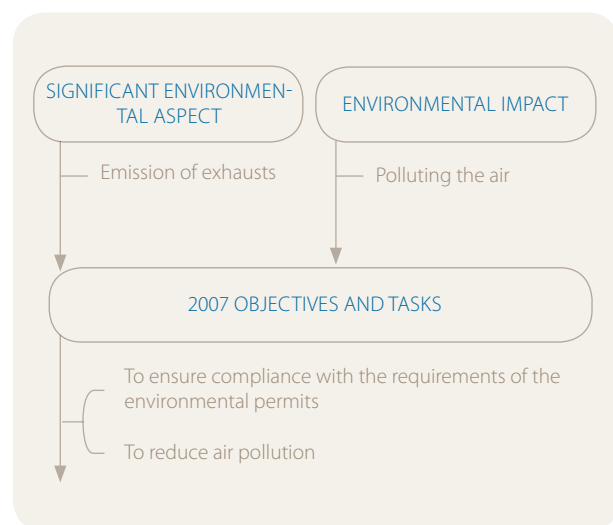 SIGNIFICANT ENVIRONMEN-
TAL ASPECT
ENVIRONMENTAL IMPACT
Emission of exhausts
Polluting the air
2007 OBJECTIVES AND TASKS
To ensure compliance with the requirements of the
environmental permits
To reduce air pollution